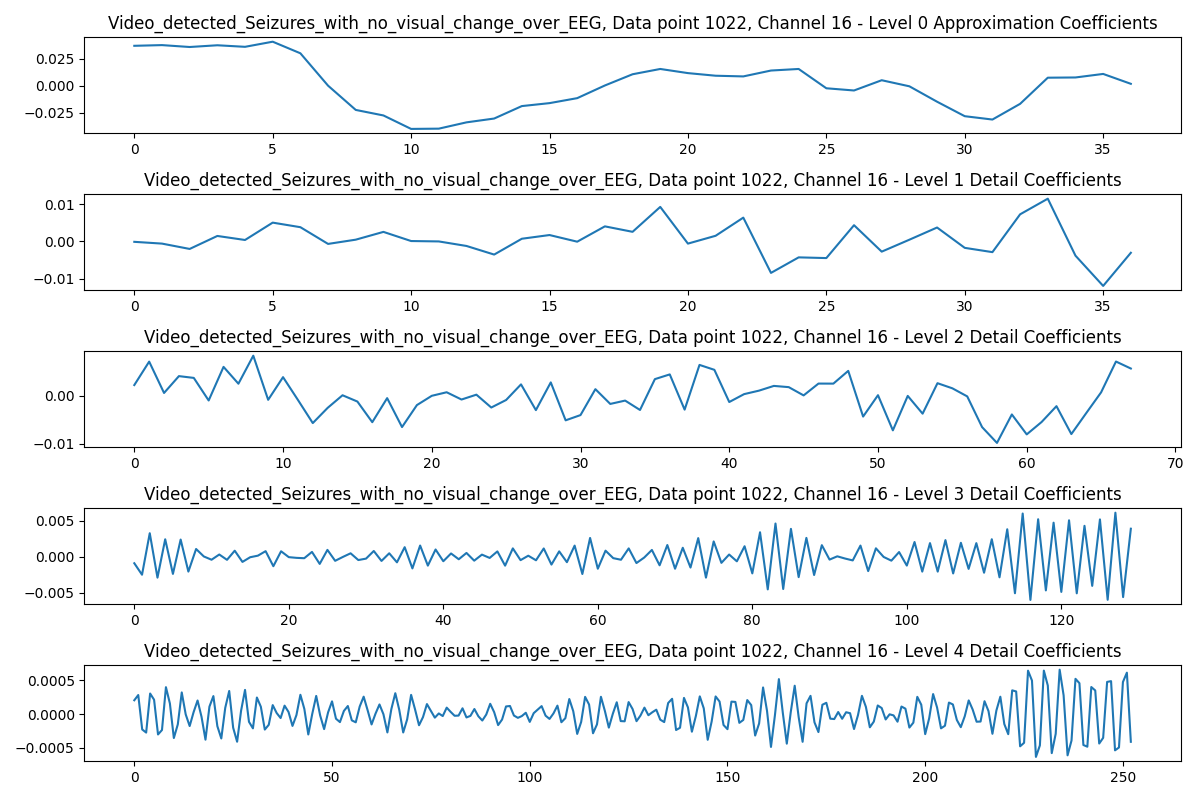 Video_detected_Seizures_with_no_visual_change_over_EEG, Data point 1022, Channel 16 - Level 0 Approximation Coefficients
0.025
0.000
−0.025
0 5 10 15 20 25 30 35
Video_detected_Seizures_with_no_visual_change_over_EEG, Data point 1022, Channel 16 - Level 1 Detail Coefficients
0.01
0.00
−0.01
0 5 10 15 20 25 30 35
Video_detected_Seizures_with_no_visual_change_over_EEG, Data point 1022, Channel 16 - Level 2 Detail Coefficients
0.00
−0.01
0 10 20 30 40 50 60 70
Video_detected_Seizures_with_no_visual_change_over_EEG, Data point 1022, Channel 16 - Level 3 Detail Coefficients
0.005
0.000
−0.005
0 20 40 60 80 100 120
Video_detected_Seizures_with_no_visual_change_over_EEG, Data point 1022, Channel 16 - Level 4 Detail Coefficients
0.0005
0.0000
−0.0005
0 50 100 150 200 250